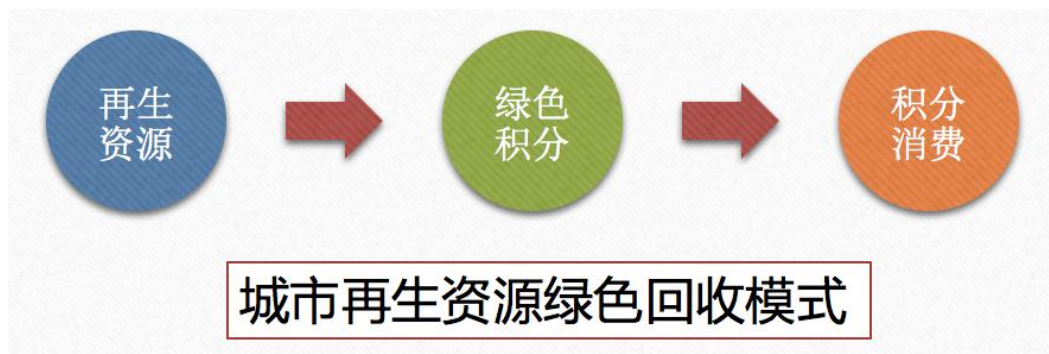 再生
资源
绿色
积分
积分
消费
城市再生资源绿色回收模式